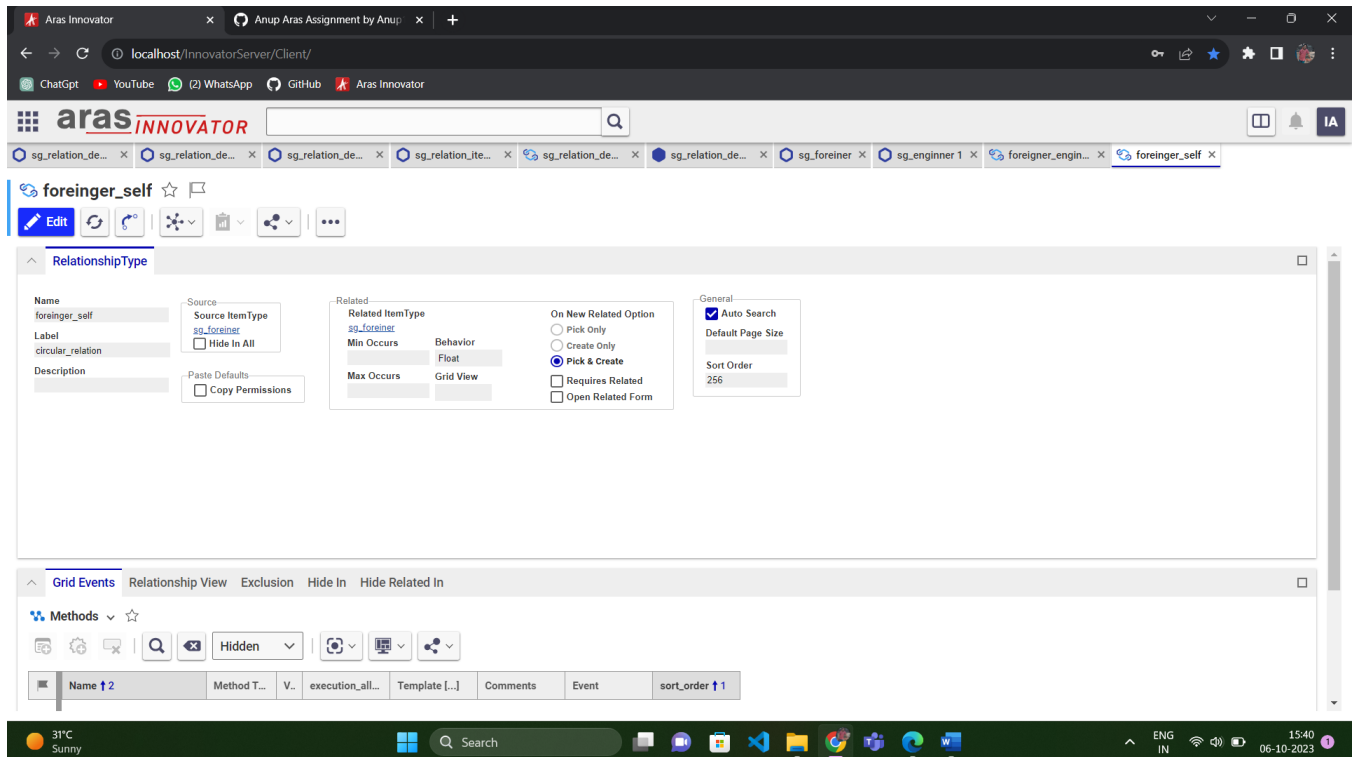 Aras Innovator
Anup Aras Assignment by Anup
localhost/InnovatorServer/Client/
ChatGpt YouTube (2) WhatsApp GitHub Aras Innovator
aras INNOVATOR
IA
sg_relation_de... sg_relation_de... sg_relation_de... sg_relation_ite... sg_relation_de... sg_relation_de... sg_foreiner sg_enginner 1 foreigner_engin... foreinger_self
foreinger_self
Edit
RelationshipType
Name
foreinger_self
Label
circular_relation
Description
Source
Source ItemType
sg_foreiner
Hide In All
Paste Defaults
Copy Permissions
Related
Related ItemType
sg_foreiner
Min Occurs
Behavior
Float
Max Occurs
Grid View
On New Related Option
Pick Only
Create Only
Pick & Create
Requires Related
Open Related Form
General
Auto Search
Default Page Size
Sort Order
256
Grid Events Relationship View Exclusion Hide In Hide Related In
Methods
Hidden
Name 2 Method T... V... execution_all... Template [...] Comments Event sort_order 1
31°C
Sunny
Search
ENG
IN
15:40
06-10-2023
1